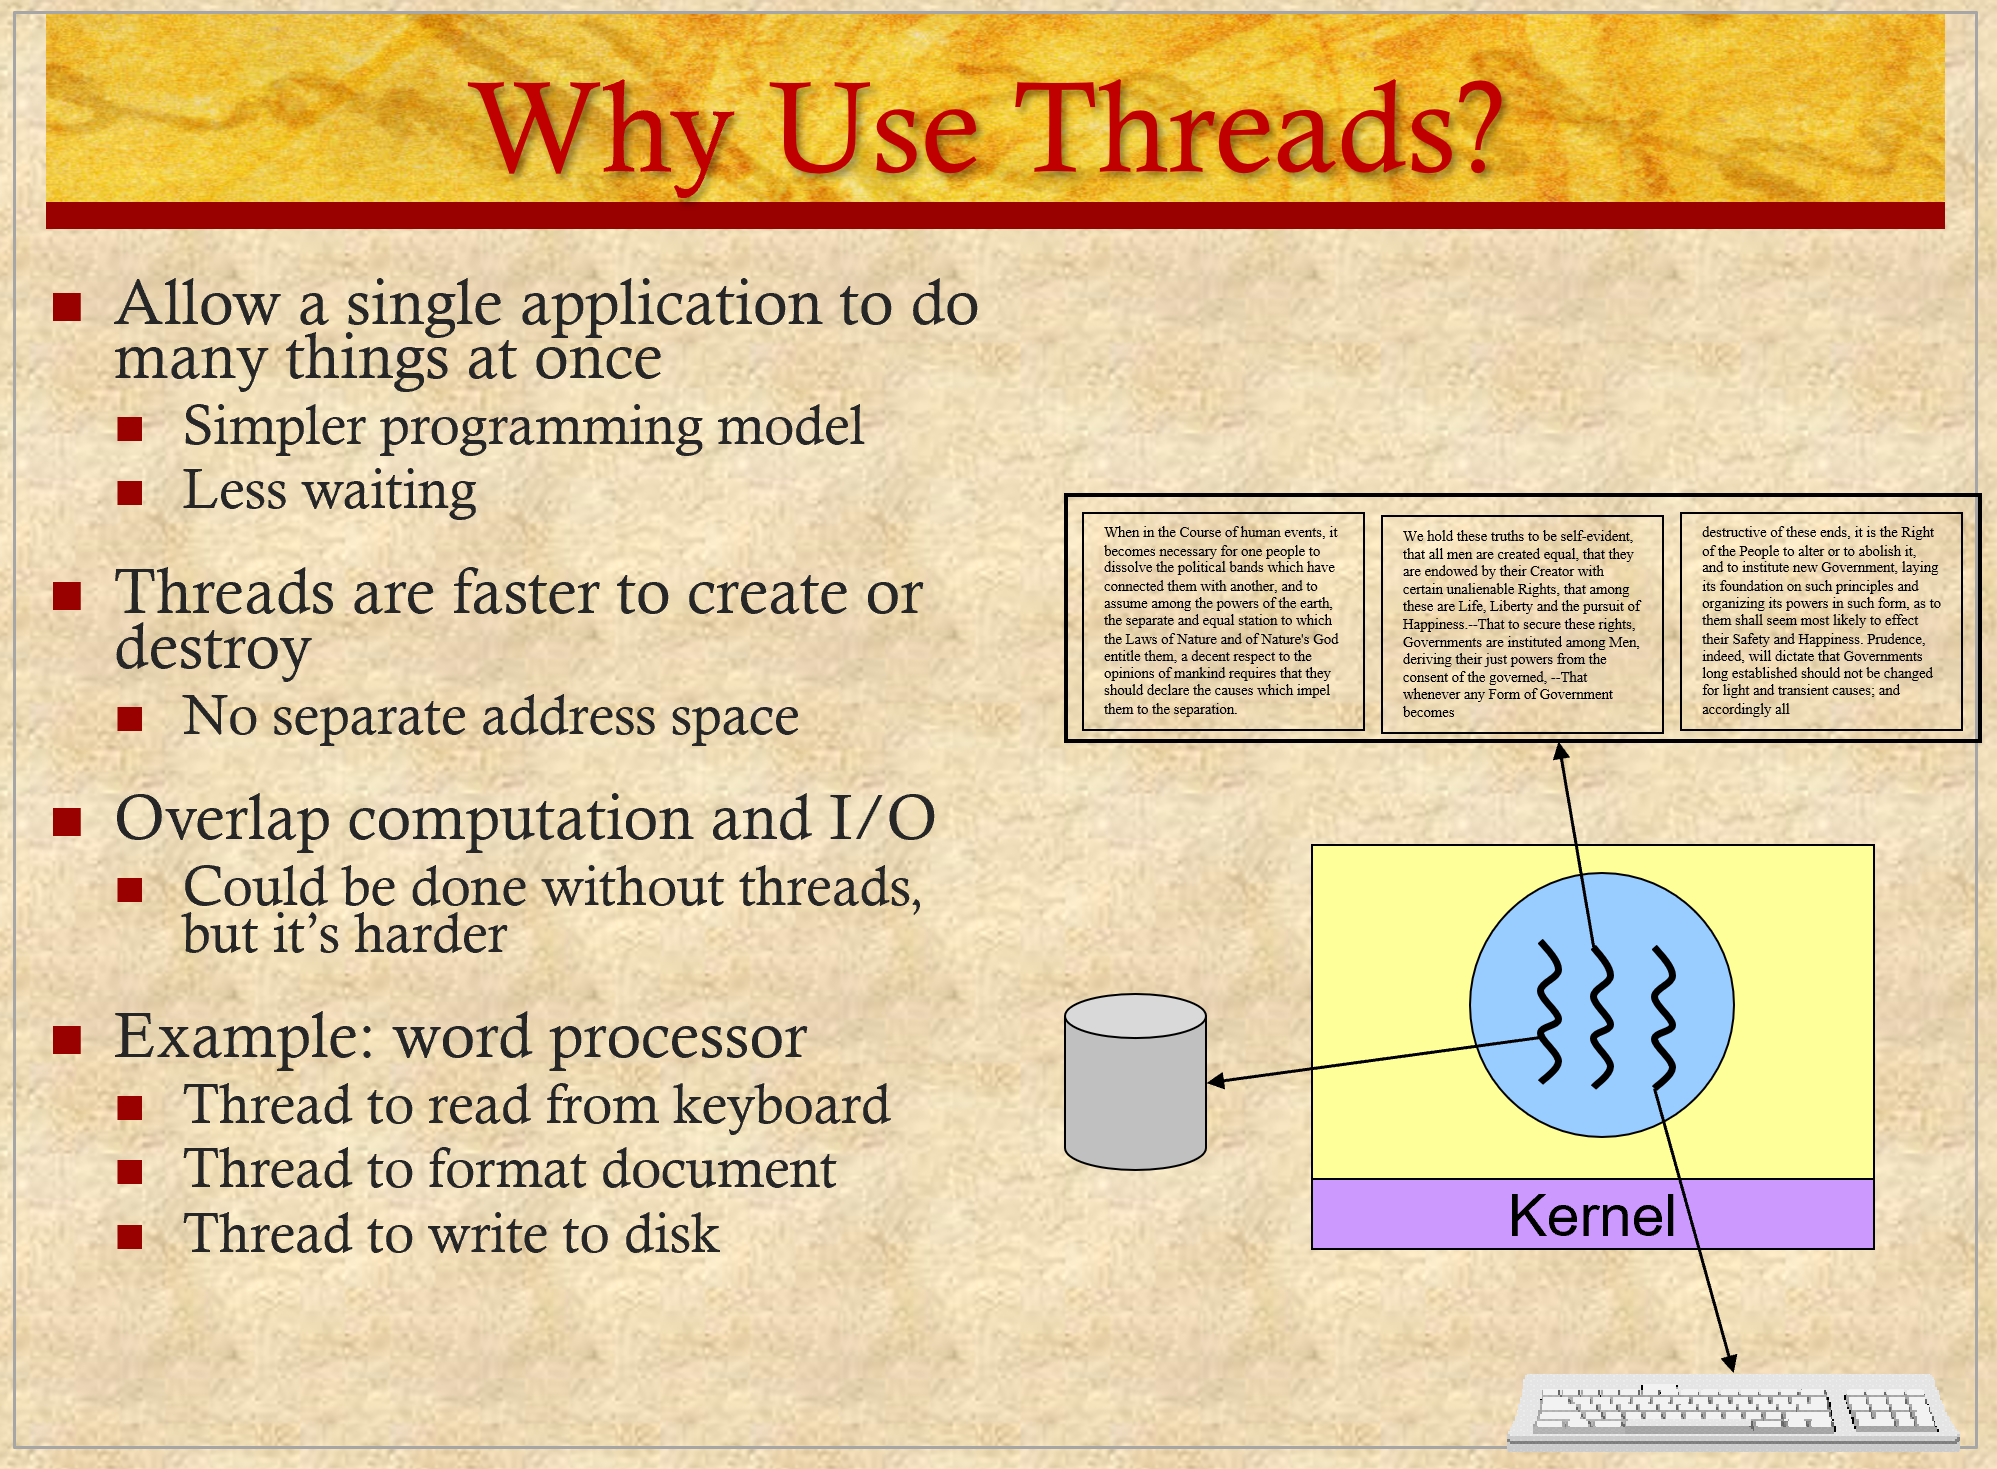 Why Use Threads?
Allow a single application to do
many things at once
Simpler programming model
Less waiting
Threads are faster to create or
destroy
No separate address space
Overlap computation and I/O
Could be done without threads,
but it’s harder
Example: word processor
Thread to read from keyboard
Thread to format document
Thread to write to disk
When in the Course of human events, it
becomes necessary for one people to
dissolve the political bands which have
connected them with another, and to
assume among the powers of the earth,
the separate and equal station to which
the Laws of Nature and of Nature's God
entitle them, a decent respect to the
opinions of mankind requires that they
should declare the causes which impel
them to the separation.
We hold these truths to be self-evident,
that all men are created equal, that they
are endowed by their Creator with
certain unalienable Rights, that among
these are Life, Liberty and the pursuit of
Happiness.--That to secure these rights,
Governments are instituted among Men,
deriving their just powers from the
consent of the governed, --That
whenever any Form of Government
becomes
destructive of these ends, it is the Right
of the People to alter or to abolish it,
and to institute new Government, laying
its foundation on such principles and
organizing its powers in such form, as to
them shall seem most likely to effect
their Safety and Happiness. Prudence,
indeed, will dictate that Governments
long established should not be changed
for light and transient causes; and
accordingly all
Kernel